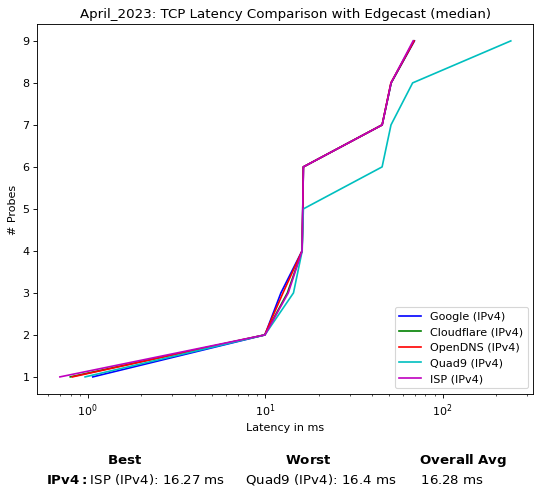 April_2023: TCP Latency Comparison with Edgecast (median)
9
8
7
6
5
4
3
2
1
# Probes
10^0
10^1
10^2
Latency in ms
Google (IPv4)
Cloudflare (IPv4)
OpenDNS (IPv4)
Quad9 (IPv4)
ISP (IPv4)
Best Worst Overall Avg
IPv4: ISP (IPv4): 16.27 ms Quad9 (IPv4): 16.4 ms 16.28 ms